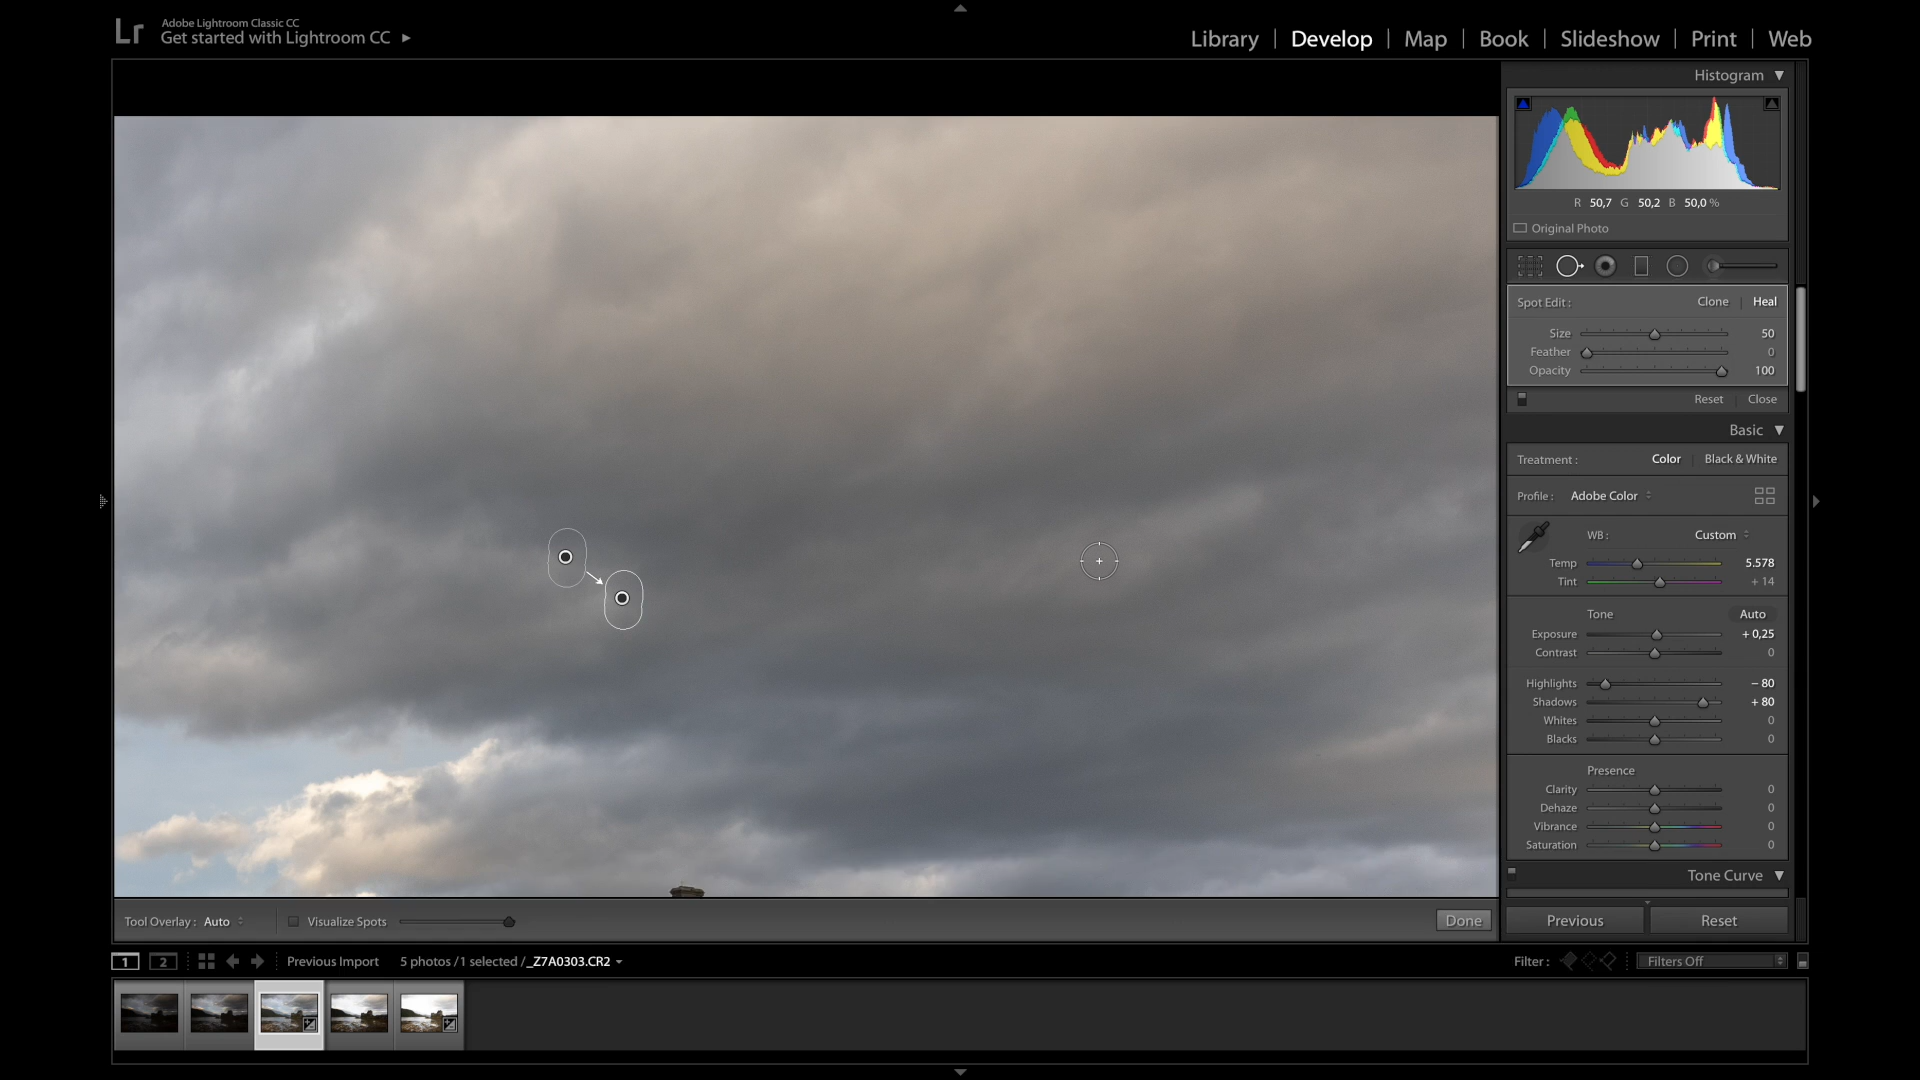 Lr
Adobe Lightroom Classic CC
Get started with Lightroom CC
Library | Develop | Map | Book | Slideshow | Print | Web
Histogram
R 50,7 G 50,2 B 50,0 %
Original Photo
Spot Edit : Clone | Heal
Size 50
Feather 0
Opacity 100
Reset Close
Basic
Treatment : Color Black & White
Profile : Adobe Color
WB : Custom
Temp 5.578
Tint + 14
Tone Auto
Exposure + 0,25
Contrast 0
Highlights − 80
Shadows + 80
Whites 0
Blacks 0
Presence
Clarity 0
Dehaze 0
Vibrance 0
Saturation 0
Tone Curve
Tool Overlay : Auto Visualize Spots Done
Previous Reset
1 2 Previous Import 5 photos / 1 selected / _Z7A0303.CR2 Filter : Filters Off